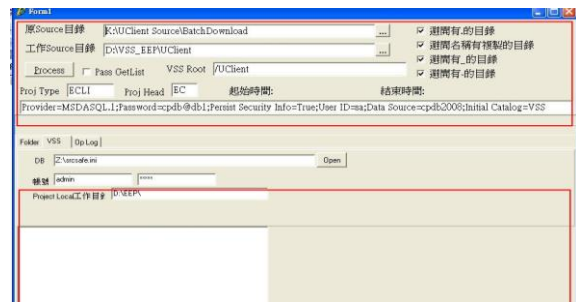 Form1
原Source目錄 K:\UClient Source\BatchDownload ... 避開有.的目錄
工作Source目錄 D:\VSS_EEP\UClient ... 避開名稱有複製的目錄
避開有_的目錄
Process Pass GetList VSS Root /UClient 避開有-的目錄
Proj Type ECLI Proj Head EC 起始時間: 結束時間:
Provider=MSDASQL.1;Password=cpdb@db1;Persist Security Info=True;User ID=sa;Data Source=cpdb2008;Initial Catalog=VSS
Folder VSS Op Log
DB Z:\srcsafe.ini Open
帳號 admin ****
Project Local工作目錄 D:\EEP\